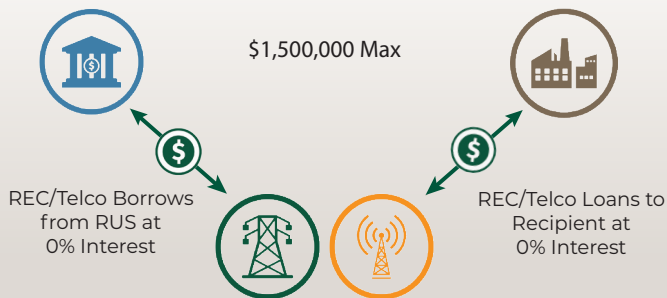 $1,500,000 Max
$
$
$
REC/Telco Borrows
from RUS at
0% Interest
REC/Telco Loans to
Recipient at
0% Interest